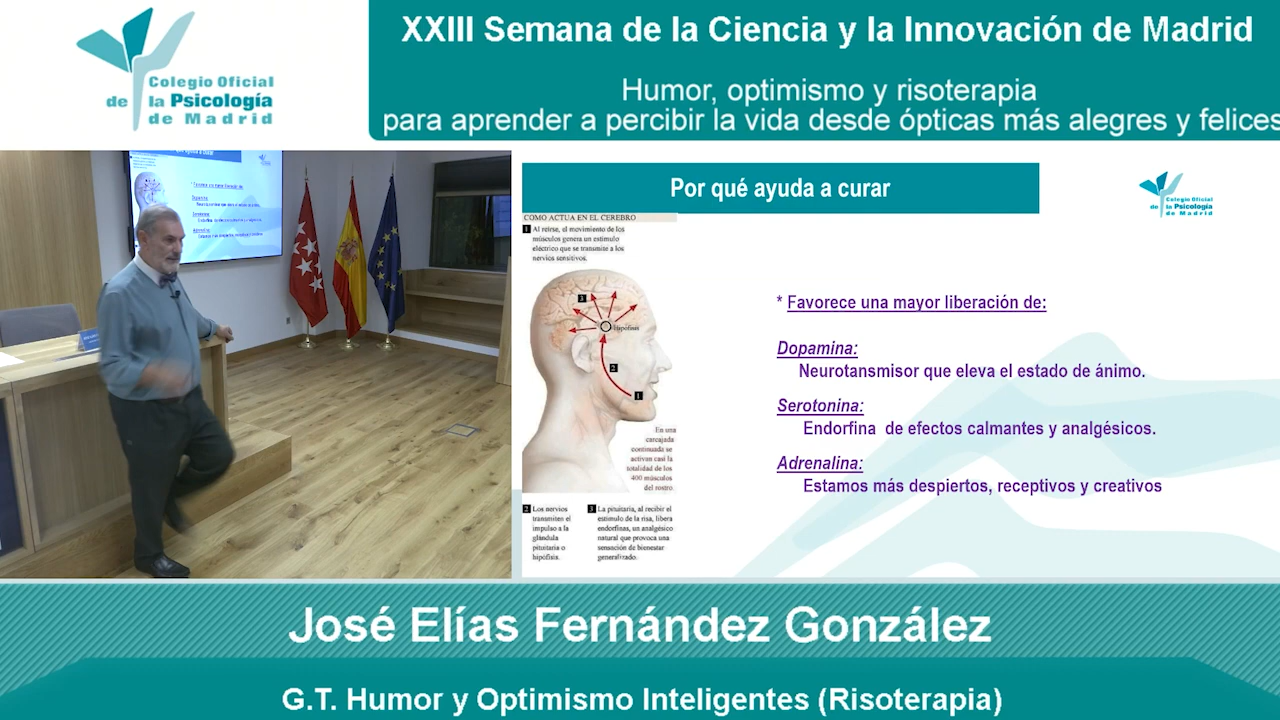 Colegio Oficial
de la Psicología
de Madrid
XXIII Semana de la Ciencia y la Innovación de Madrid
Humor, optimismo y risoterapia
para aprender a percibir la vida desde ópticas más alegres y felices
Por qué ayuda a curar
Colegio Oficial
de la Psicología
de Madrid
COMO ACTUA EN EL CEREBRO
1 Al reirse, el movimiento de los
músculos genera un estimulo
eléctrico que se transmite a los
nervios sensitivos.
3
Hipófisis
2
1
En una
carcajada
continuada se
activan casi la
totalidad de los
400 músculos
del rostro
2 Los nervios
transmiten el
impulso a la
glándula
pituitaria o
hipófisis.
3 La pituitaria, al recibir el
estimulo de la risa, libera
endorfinas, un analgésico
natural que provoca una
sensación de bienestar
generalizado.
* Favorece una mayor liberación de:
Dopamina:
Neurotansmisor que eleva el estado de ánimo.
Serotonina:
Endorfina de efectos calmantes y analgésicos.
Adrenalina:
Estamos más despiertos, receptivos y creativos
José Elías Fernández González
G.T. Humor y Optimismo Inteligentes (Risoterapia)